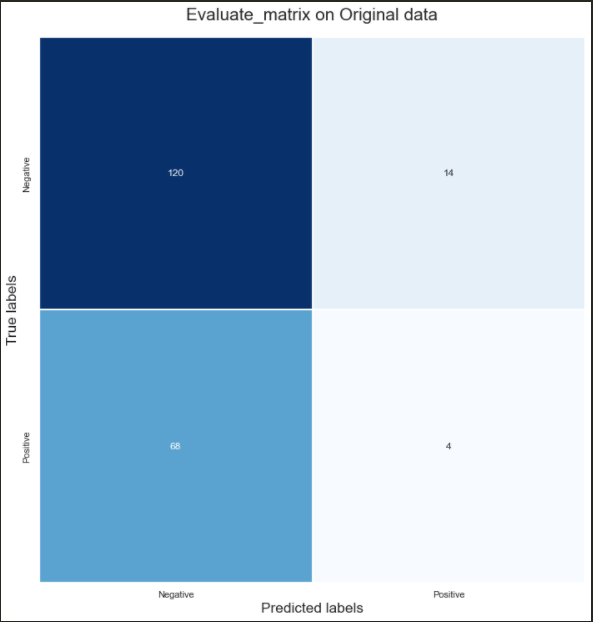 Evaluate_matrix on Original data
Negative
120
14
True labels
Positive
68
4
Negative
Positive
Predicted labels